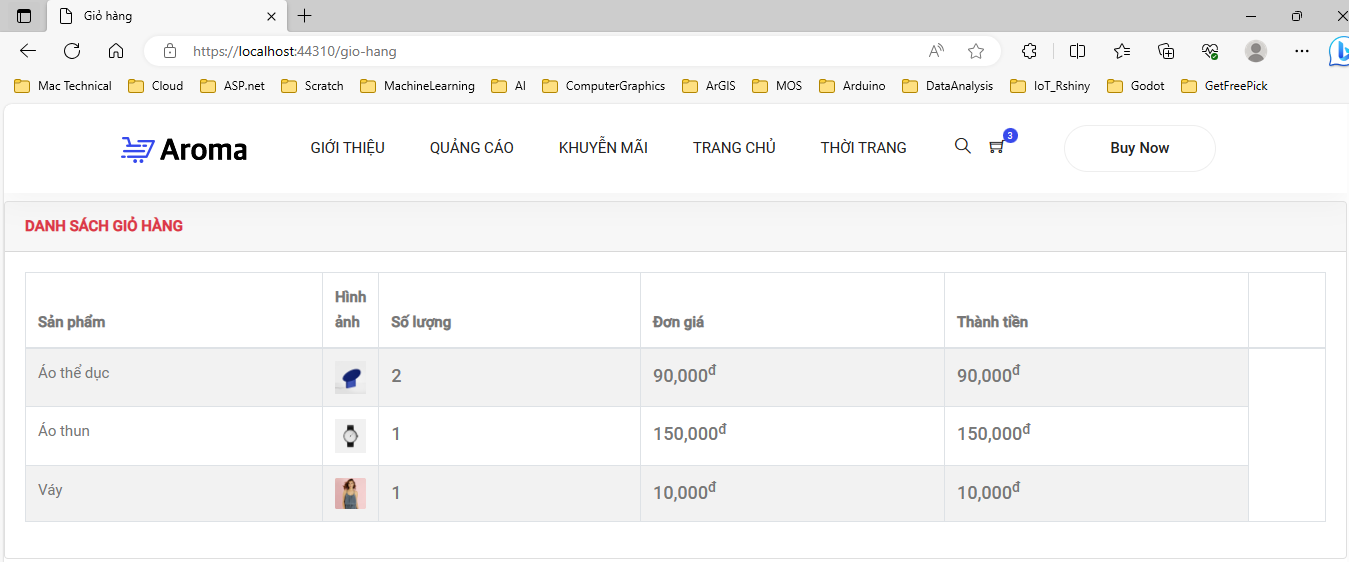 Giỏ hàng
https://localhost:44310/gio-hang
Mac Technical Cloud ASP.net Scratch MachineLearning AI ComputerGraphics ArGIS MOS Arduino DataAnalysis IoT_Rshiny Godot GetFreePick
Aroma GIỚI THIỆU QUẢNG CÁO KHUYỄN MÃI TRANG CHỦ THỜI TRANG 3 Buy Now
DANH SÁCH GIỎ HÀNG
Sản phẩm Hình ảnh Số lượng Đơn giá Thành tiền
Áo thể dục 2 90,000đ 90,000đ
Áo thun 1 150,000đ 150,000đ
Váy 1 10,000đ 10,000đ